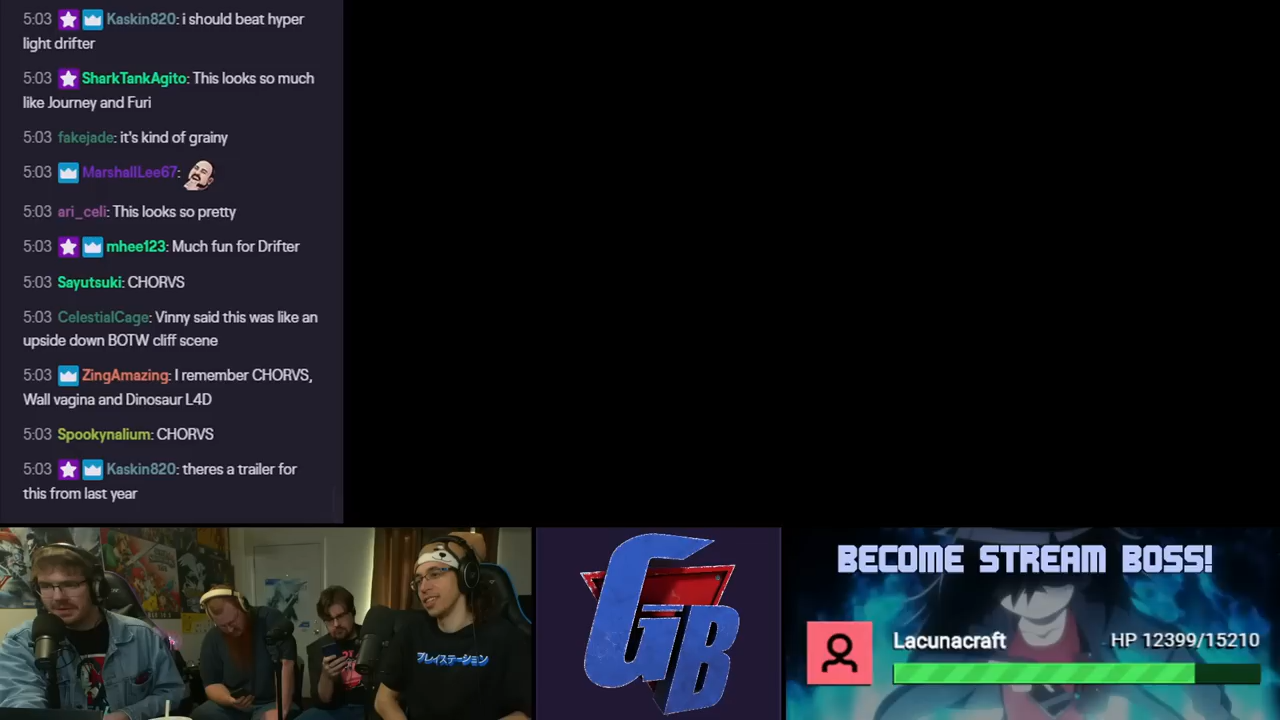 5:03 Kaskin820: i should beat hyper
light drifter
5:03 SharkTankAgito: This looks so much
like Journey and Furi
5:03 fakejade: it's kind of grainy
5:03 MarshallLee67:
5:03 ari_celi: This looks so pretty
5:03 mhee123: Much fun for Drifter
5:03 Sayutsuki: CHORVS
5:03 CelestialCage: Vinny said this was like an
upside down BOTW cliff scene
5:03 ZingAmazing: I remember CHORVS,
Wall vagina and Dinosaur L4D
5:03 Spookynalium: CHORVS
5:03 Kaskin820: theres a trailer for
this from last year
プレイステーション
GB
BECOME STREAM BOSS!
Lacunacraft HP 12399/15210